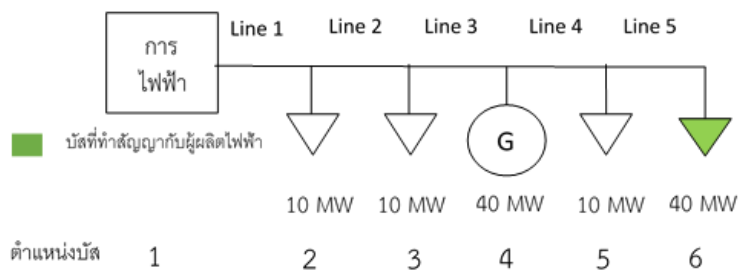 การ
ไฟฟ้า
Line 1 Line 2 Line 3 Line 4 Line 5
บัสที่ทำสัญญากับผู้ผลิตไฟฟ้า
G
10 MW 10 MW 40 MW 10 MW 40 MW
ตำแหน่งบัส 1 2 3 4 5 6